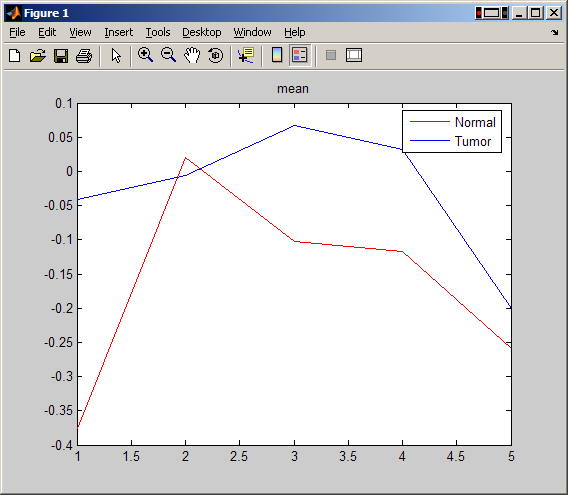 Figure 1
File Edit View Insert Tools Desktop Window Help
mean
0.1
0.05
0
-0.05
-0.1
-0.15
-0.2
-0.25
-0.3
-0.35
-0.4
Normal
Tumor
1 1.5 2 2.5 3 3.5 4 4.5 5